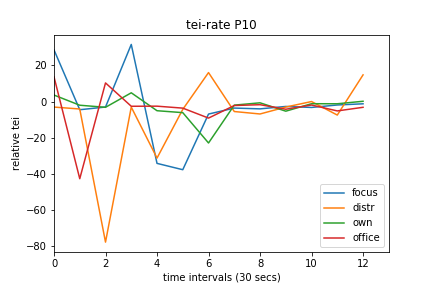 tei-rate P10
relative tei
20
0
−20
−40
−60
−80
0 2 4 6 8 10 12
time intervals (30 secs)
focus
distr
own
office